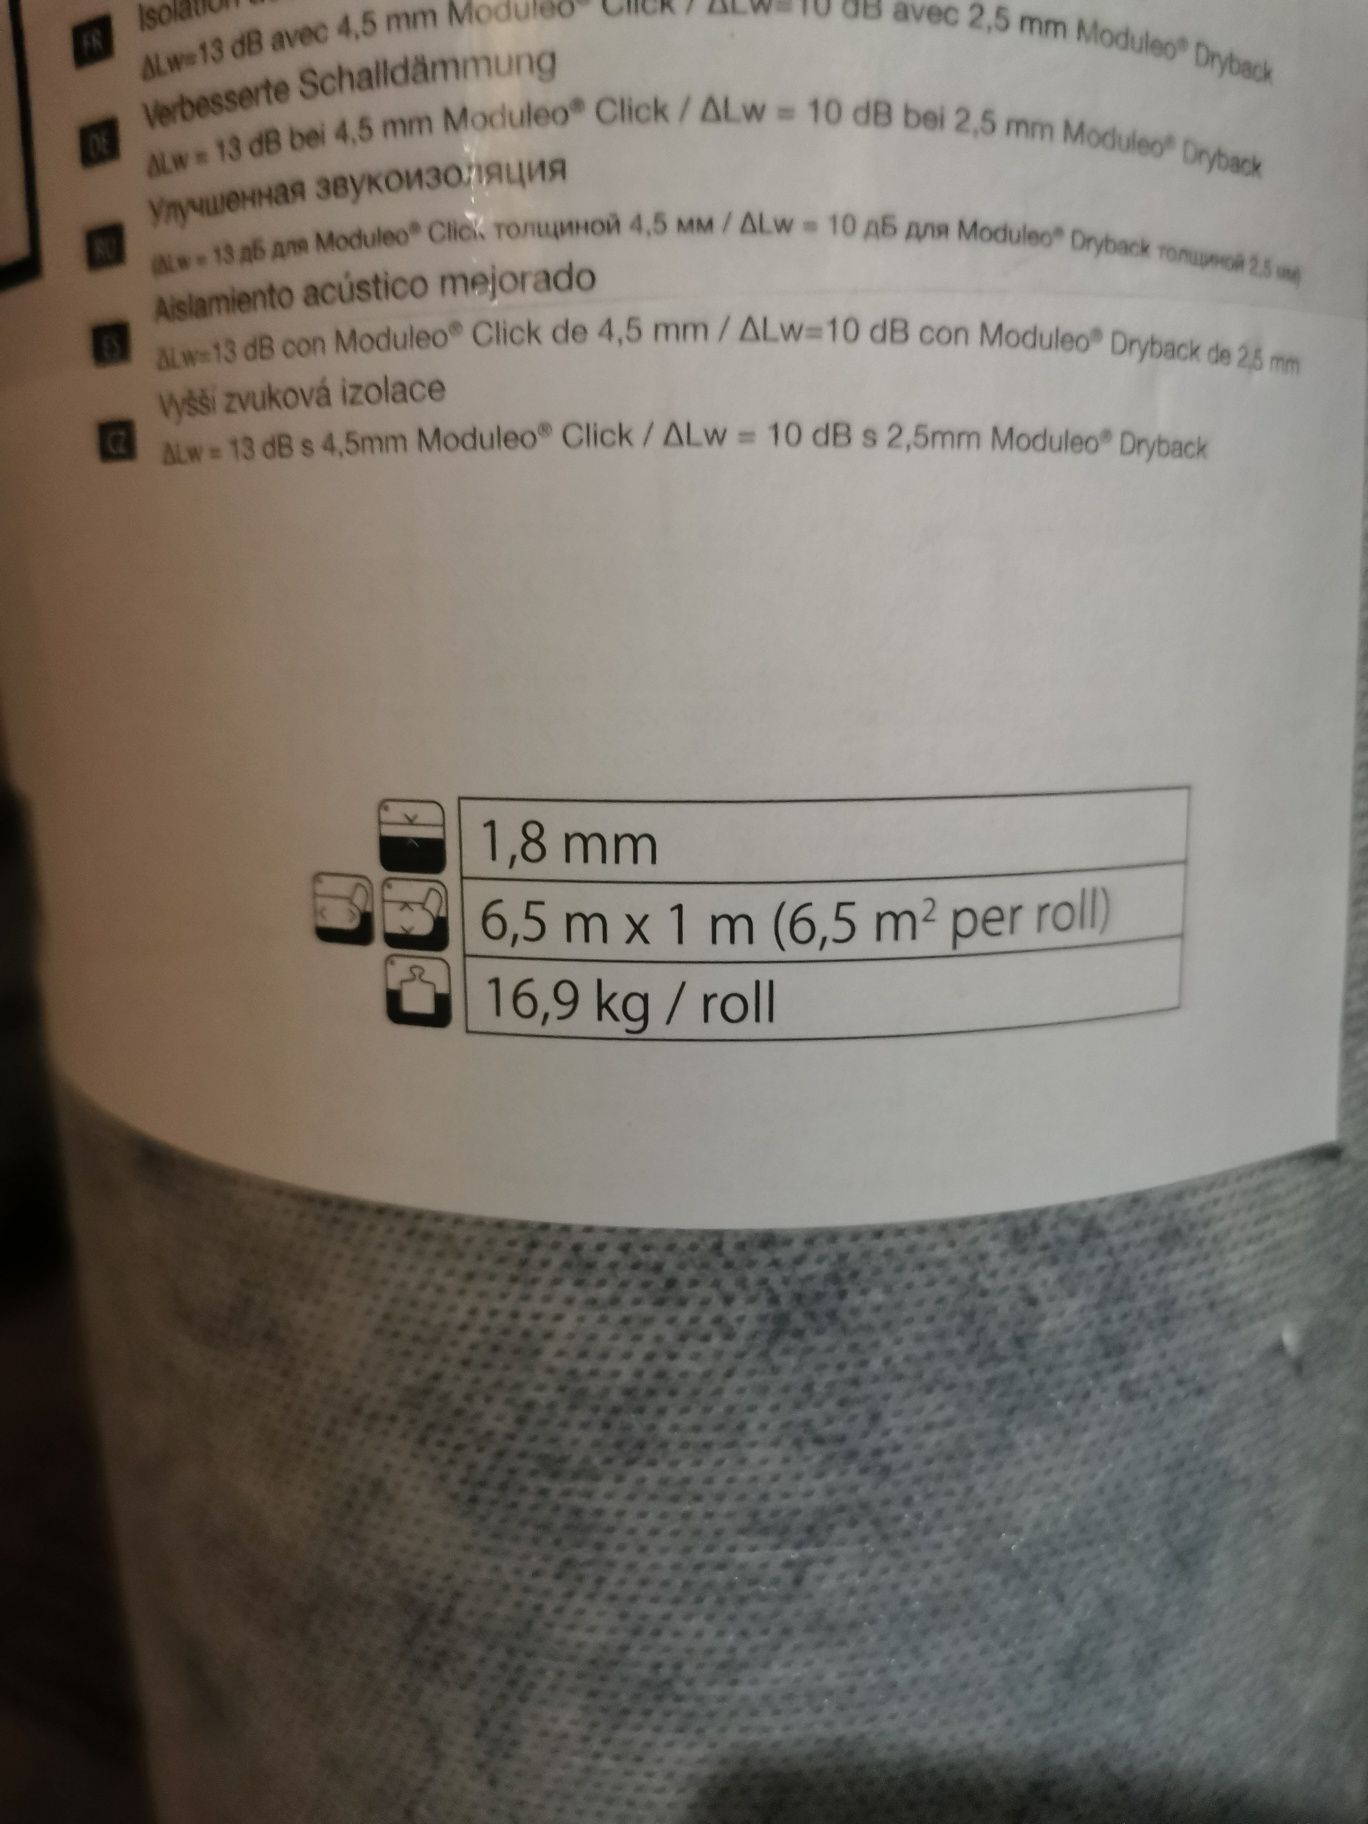 FR Isolation
ΔLw=13 dB avec 4,5 mm Moduleo® Click / ΔLw=10 dB avec 2,5 mm Moduleo® Dryback
Verbesserte Schalldämmung
DE ΔLw = 13 dB bei 4,5 mm Moduleo® Click / ΔLw = 10 dB bei 2,5 mm Moduleo® Dryback
Улучшенная звукоизоляция
RU (ΔLw = 13 дБ для Moduleo® Click толщиной 4,5 мм / ΔLw = 10 дБ для Moduleo® Dryback толщиной 2,5 мм)
Aislamiento acústico mejorado
ES ΔLw=13 dB con Moduleo® Click de 4,5 mm / ΔLw=10 dB con Moduleo® Dryback de 2,5 mm
Vyšší zvuková izolace
CZ ΔLw = 13 dB s 4,5mm Moduleo® Click / ΔLw = 10 dB s 2,5mm Moduleo® Dryback
1,8 mm
6,5 m x 1 m (6,5 m² per roll)
16,9 kg / roll